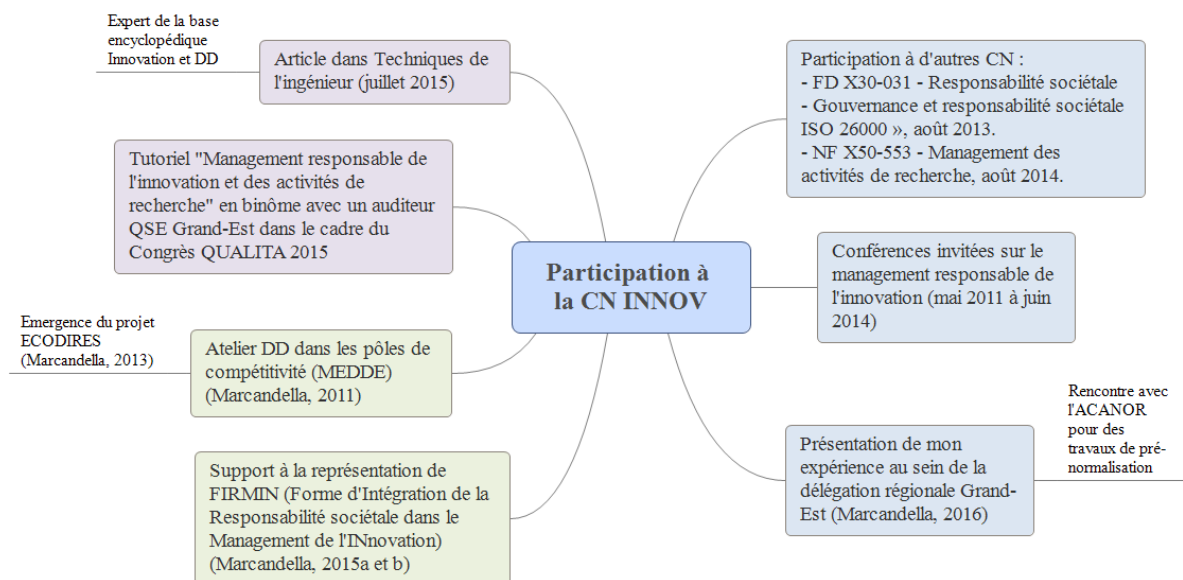 Expert de la base
encyclopédique
Innovation et DD
Article dans Techniques de
l'ingénieur (juillet 2015)
Tutoriel "Management responsable de
l'innovation et des activités de
recherche" en binôme avec un auditeur
QSE Grand-Est dans le cadre du
Congrès QUALITA 2015
Emergence du projet
ECODIRES
(Marcandella, 2013)
Atelier DD dans les pôles de
compétitivité (MEDDE)
(Marcandella, 2011)
Support à la représentation de
FIRMIN (Forme d'Intégration de la
Responsabilité sociétale dans le
Management de l'INnovation)
(Marcandella, 2015a et b)
Participation à
la CN INNOV
Participation à d'autres CN :
- FD X30-031 - Responsabilité sociétale
- Gouvernance et responsabilité sociétale
ISO 26000 », août 2013.
- NF X50-553 - Management des
activités de recherche, août 2014.
Conférences invitées sur le
management responsable de
l'innovation (mai 2011 à juin
2014)
Présentation de mon
expérience au sein de la
délégation régionale Grand-
Est (Marcandella, 2016)
Rencontre avec
l'ACANOR
pour des
travaux de pré-
normalisation